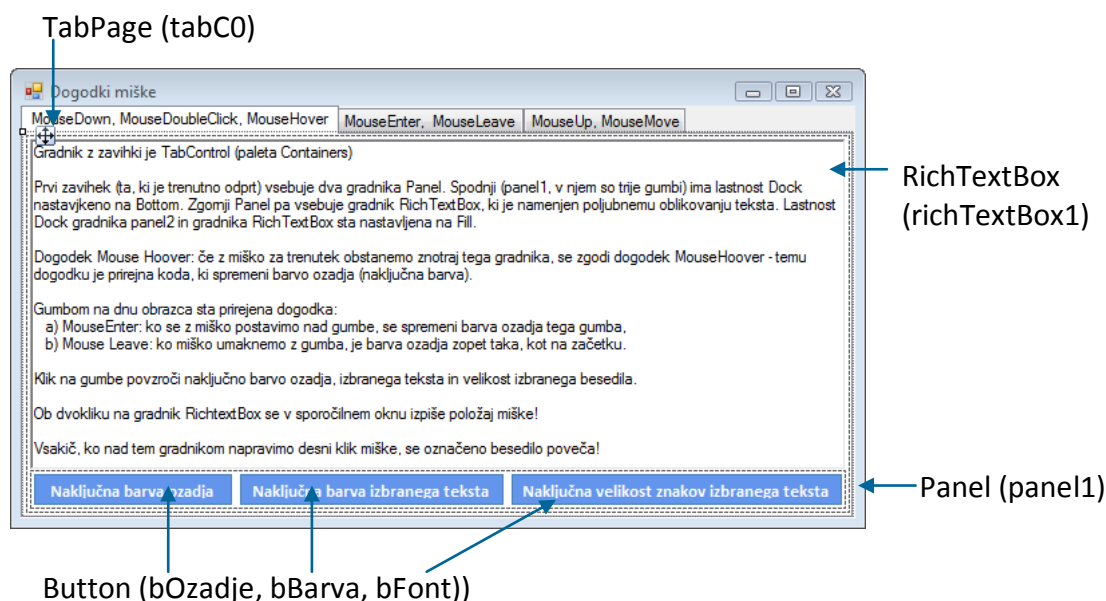 TabPage (tabC0)
Dogodki miške
MouseDown, MouseDoubleClick, MouseHover MouseEnter, MouseLeave MouseUp, MouseMove
Gradnik z zavihki je TabControl (paleta Containers)
Prvi zavihek (ta, ki je trenutno odprt) vsebuje dva gradnika Panel. Spodnji (panel1, v njem so trije gumbi) ima lastnost Dock
nastavjkeno na Bottom. Zgornji Panel pa vsebuje gradnik RichTextBox, ki je namenjen poljubnemu oblikovanju teksta. Lastnost
Dock gradnika panel2 in gradnika RichTextBox sta nastavljena na Fill.
Dogodek Mouse Hoover: če z miško za trenutek obstanemo znotraj tega gradnika, se zgodi dogodek MouseHoover - temu
dogodku je prirejna koda, ki spremeni barvo ozadja (naključna barva).
Gumbom na dnu obrazca sta prirejena dogodka:
a) MouseEnter: ko se z miško postavimo nad gumbe, se spremeni barva ozadja tega gumba,
b) Mouse Leave: ko miško umaknemo z gumba, je barva ozadja zopet taka, kot na začetku.
Klik na gumbe povzroči naključno barvo ozadja, izbranega teksta in velikost izbranega besedila.
Ob dvokliku na gradnik RichtextBox se v sporočilnem oknu izpiše položaj miške!
Vsakič, ko nad tem gradnikom napravimo desni klik miške, se označeno besedilo poveča!
RichTextBox
(richTextBox1)
Naključna barva ozadja Naključna barva izbranega teksta Naključna velikost znakov izbranega teksta
Panel (panel1)
Button (bOzadje, bBarva, bFont))